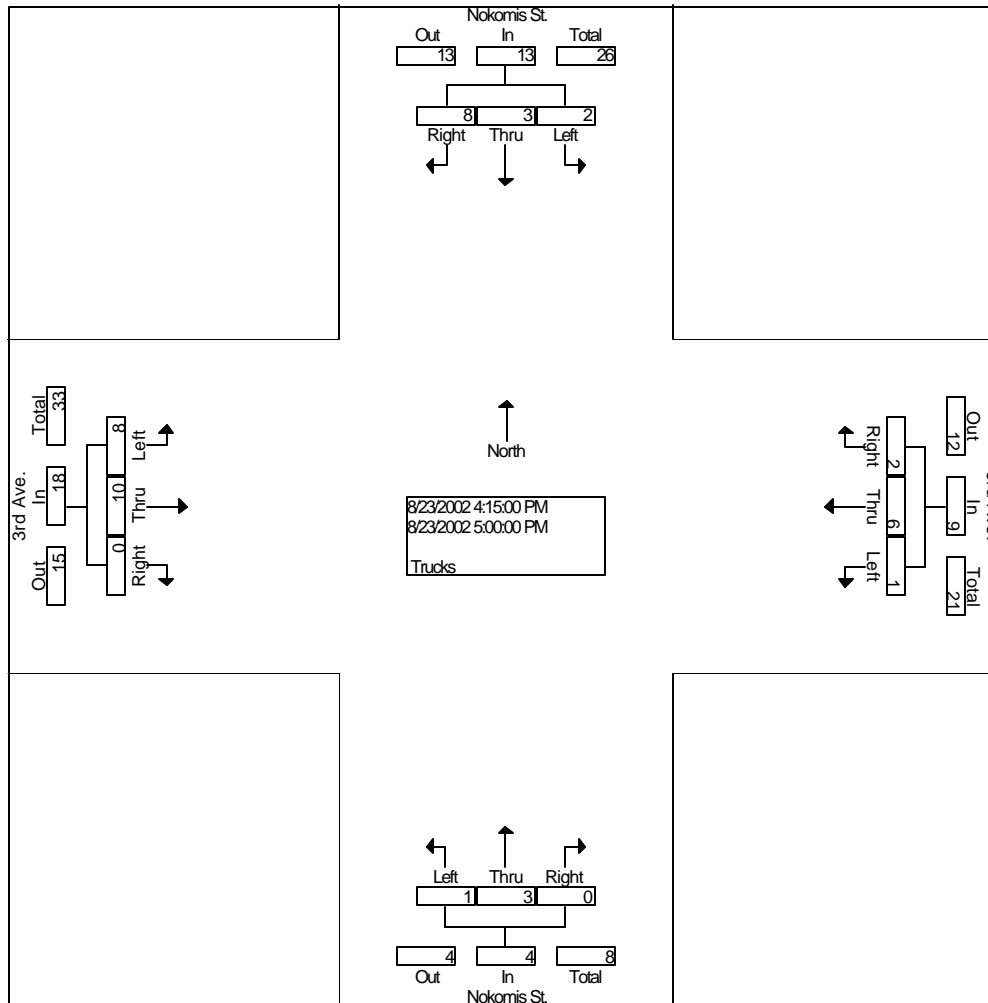 Nokomis St.
Out In Total
13 13 26
8 3 2
Right Thru Left
3rd Ave.
Total In Out
33 18 15
8 10 0
Left Thru Right
North
8/23/2002 4:15:00 PM
8/23/2002 5:00:00 PM
Trucks
Right Thru Left
2 6 1
Out In Total
12 9 21
Left Thru Right
1 3 0
4 4 8
Out In Total
Nokomis St.